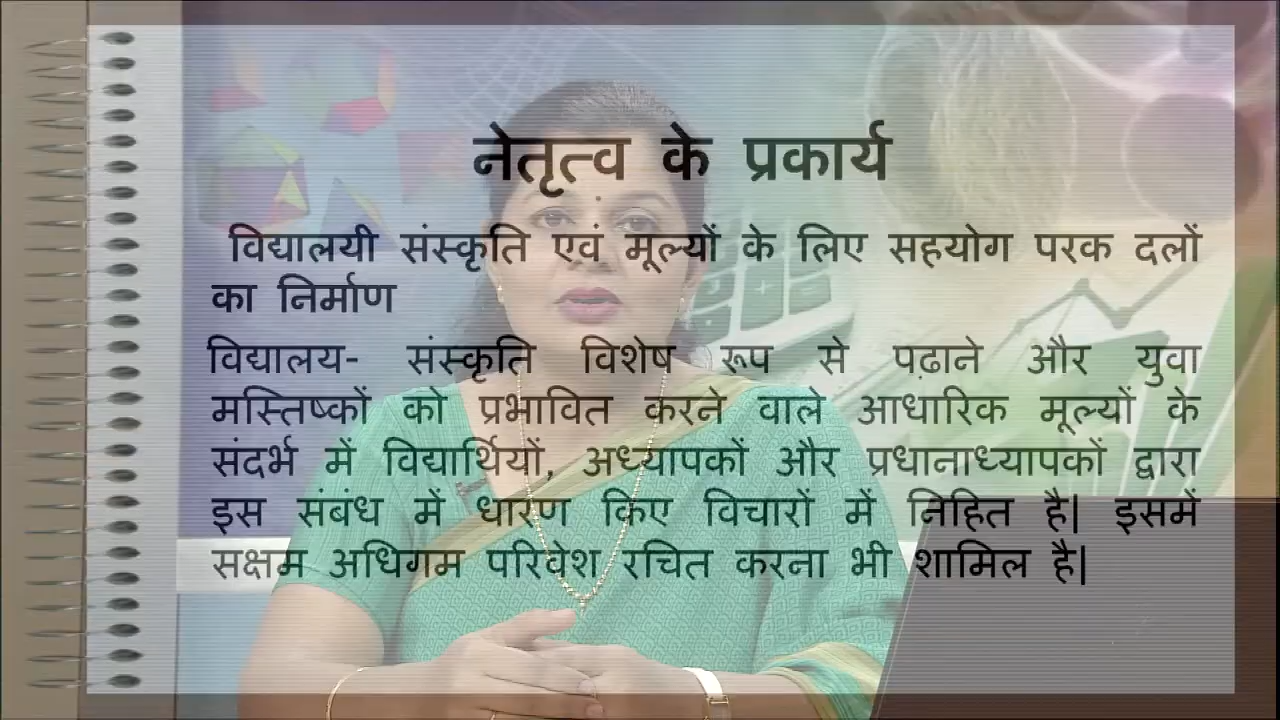 नेतृत्व के प्रकार्य
विद्यालयी संस्कृति एवं मूल्यों के लिए सहयोग परक दलों
का निर्माण
विद्यालय- संस्कृति विशेष रूप से पढ़ाने और युवा
मस्तिष्कों को प्रभावित करने वाले आधारिक मूल्यों के
संदर्भ में विद्यार्थियों, अध्यापकों और प्रधानाध्यापकों द्वारा
इस संबंध में धारण किए विचारों में निहित है| इसमें
सक्षम अधिगम परिवेश रचित करना भी शामिल है|